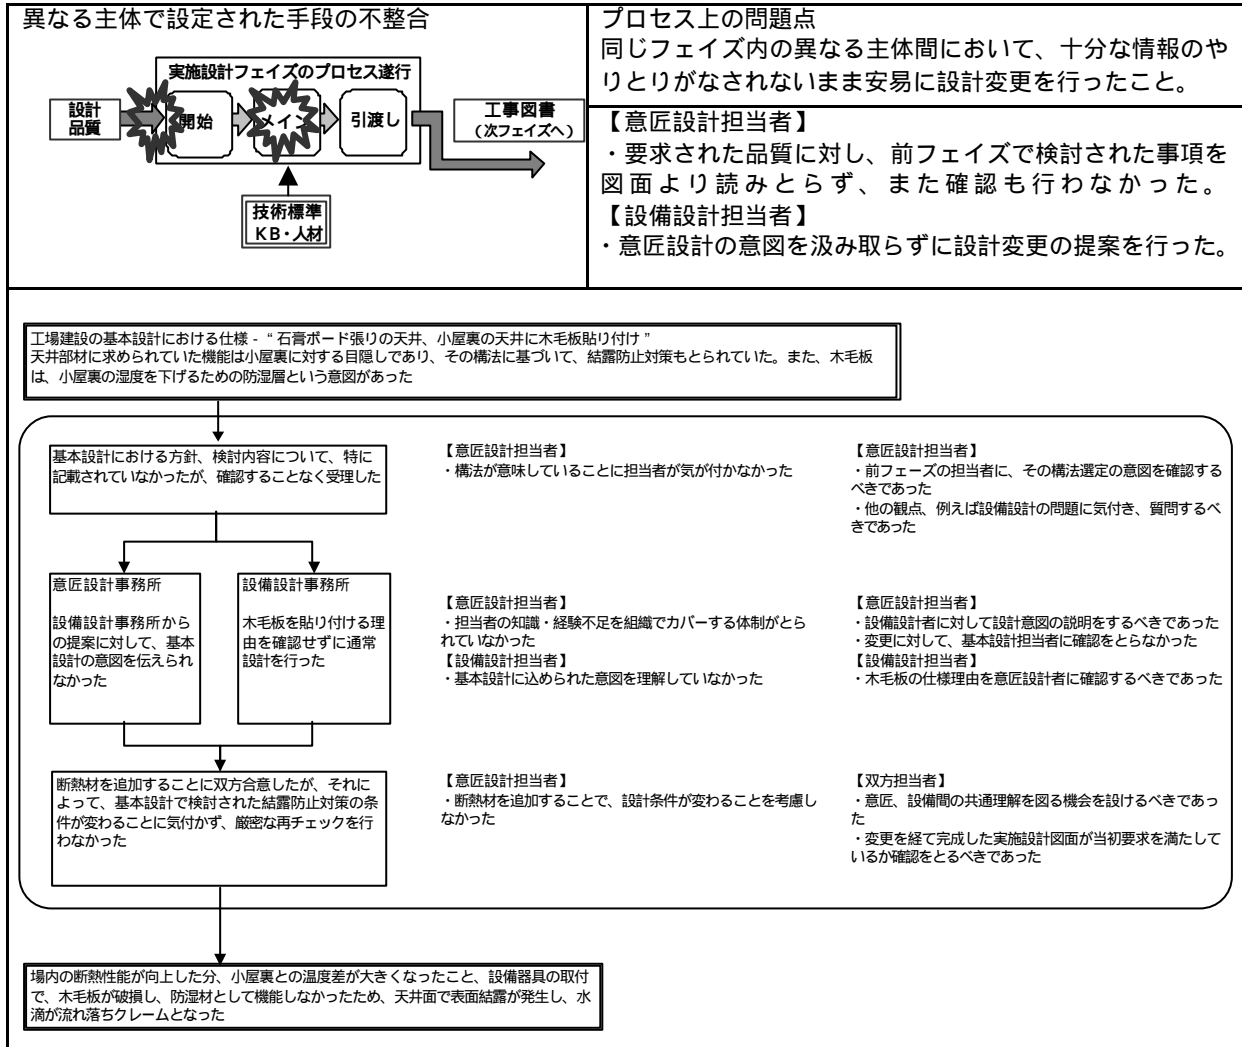 異なる主体で設定された手段の不整合
実施設計フェイズのプロセス遂行
設計
品質
開始
メイン
引渡し
工事図書
(次フェイズへ)
技術標準
KB・人材
プロセス上の問題点
同じフェイズ内の異なる主体間において、十分な情報のや
りとりがなされないまま安易に設計変更を行ったこと。
【意匠設計担当者】
・要求された品質に対し、前フェイズで検討された事項を
図面より読みとらず、また確認も行わなかった。
【設備設計担当者】
・意匠設計の意図を汲み取らずに設計変更の提案を行った。
工場建設の基本設計における仕様 - “ 石膏ボード張りの天井、小屋裏の天井に木毛板貼り付け ”
天井部材に求められていた機能は小屋裏に対する目隠しであり、その構法に基づいて、結露防止対策もとられていた。また、木毛板
は、小屋裏の湿度を下げるための防湿層という意図があった
基本設計における方針、検討内容について、特に
記載されていなかったが、確認することなく受理した
【意匠設計担当者】
・構法が意味していることに担当者が気が付かなかった
【意匠設計担当者】
・前フェーズの担当者に、その構法選定の意図を確認する
べきであった
・他の観点、例えば設備設計の問題に気付き、質問するべ
きであった
意匠設計事務所
設備設計事務所から
の提案に対して、基本
設計の意図を伝えられ
なかった
設備設計事務所
木毛板を貼り付ける理
由を確認せずに通常
設計を行った
【意匠設計担当者】
・担当者の知識・経験不足を組織でカバーする体制がとら
れていなかった
【設備設計担当者】
・基本設計に込められた意図を理解していなかった
【意匠設計担当者】
・設備設計者に対して設計意図の説明をするべきであった
・変更に対して、基本設計担当者に確認をとらなかった
【設備設計担当者】
・木毛板の仕様理由を意匠設計者に確認するべきであった
断熱材を追加することに双方合意したが、それに
よって、基本設計で検討された結露防止対策の条
件が変わることに気付かず、厳密な再チェックを行
わなかった
【意匠設計担当者】
・断熱材を追加することで、設計条件が変わることを考慮し
なかった
【双方担当者】
・意匠、設備間の共通理解を図る機会を設けるべきであっ
た
・変更を経て完成した実施設計図面が当初要求を満たして
いるか確認をとるべきであった
場内の断熱性能が向上した分、小屋裏との温度差が大きくなったこと、設備器具の取付
で、木毛板が破損し、防湿材として機能しなかったため、天井面で表面結露が発生し、水
滴が流れ落ちクレームとなった